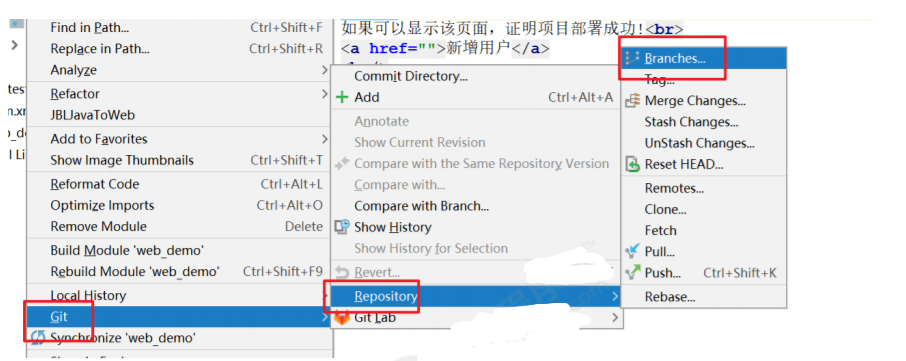 Find in Path... Ctrl+Shift+F
Replace in Path... Ctrl+Shift+R
Analyze
Refactor
JBLJavaToWeb
Add to Favorites
Show Image Thumbnails Ctrl+Shift+T
Reformat Code Ctrl+Alt+L
Optimize Imports Ctrl+Alt+O
Remove Module Delete
Build Module 'web_demo'
Rebuild Module 'web_demo' Ctrl+Shift+F9
Local History
Git
Synchronize 'web_demo'
如果可以显示该页面，证明项目部署成功!<br>
<a href="">新增用户</a>
Commit Directory...
Add Ctrl+Alt+A
Annotate
Show Current Revision
Compare with the Same Repository Version
Compare with...
Compare with Branch...
Show History
Show History for Selection
Revert...
Repository
Git Lab
Branches...
Tag...
Merge Changes...
Stash Changes...
UnStash Changes...
Reset HEAD...
Remotes...
Clone...
Fetch
Pull...
Push... Ctrl+Shift+K
Rebase...